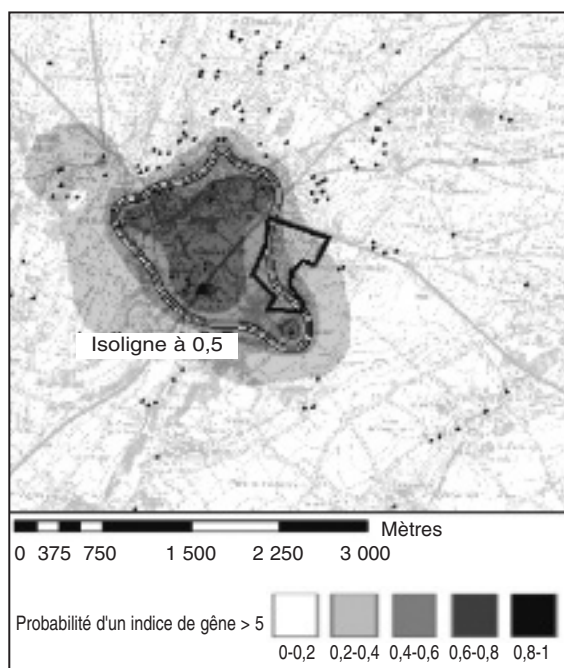 Isoligne à 0,5
Mètres
0 375 750 1 500 2 250 3 000
Probabilité d'un indice de gêne > 5
0-0,2 0,2-0,4 0,4-0,6 0,6-0,8 0,8-1